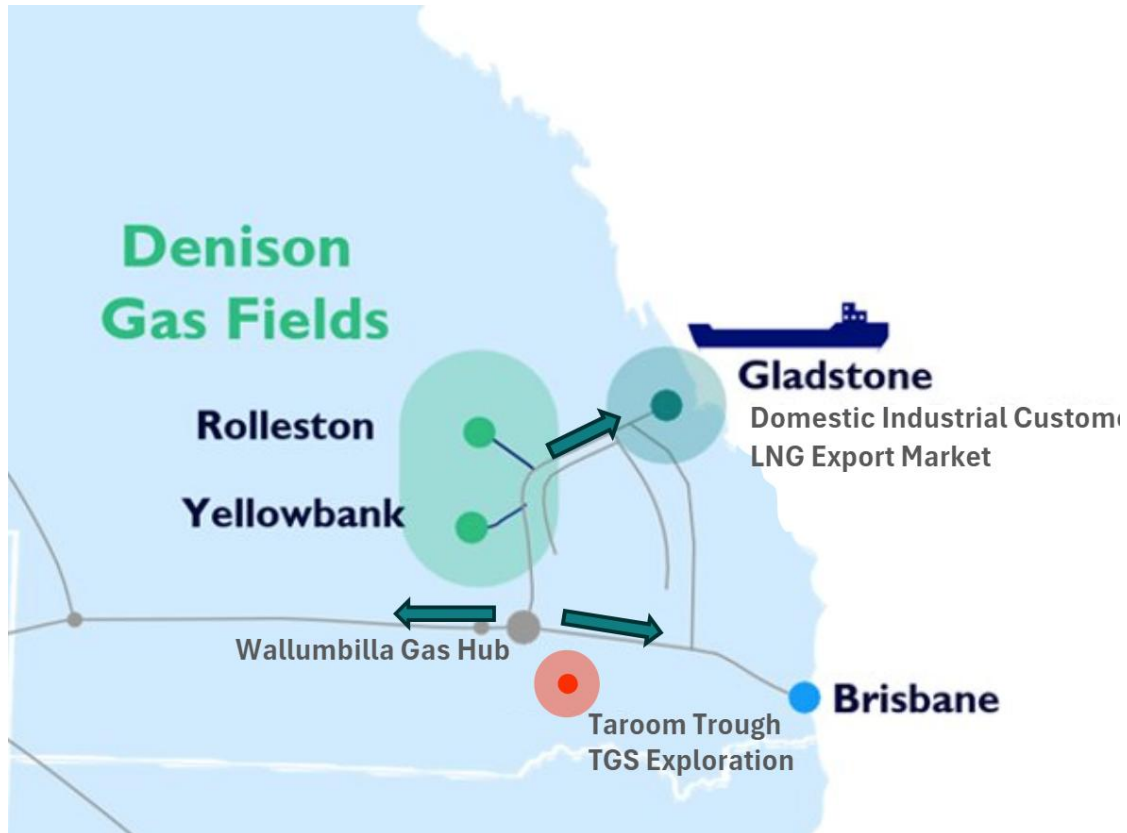 Denison
Gas Fields
Rolleston
Gladstone
Domestic Industrial
LNG Export Market
Yellowbank
Wallumbilla Gas Hub
Brisbane
Taroom Trough
TGS Exploration